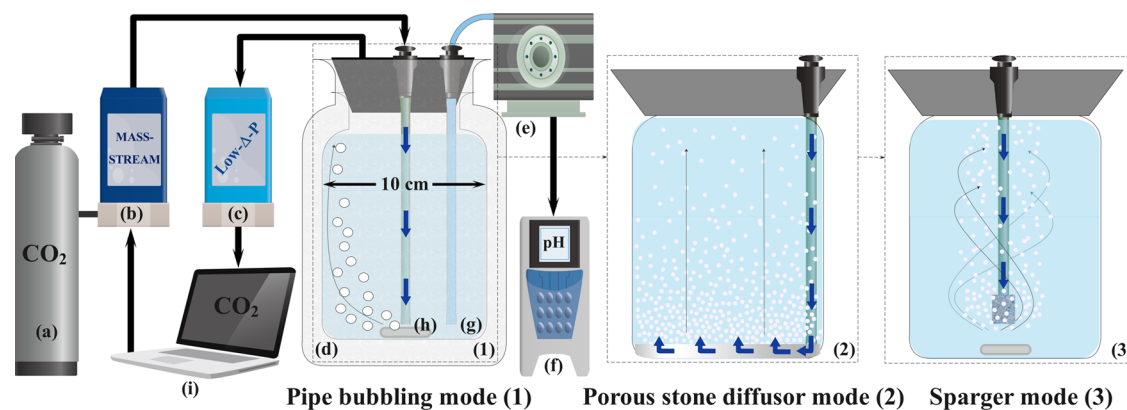 MASS-
STREAM
Low-Δ-P
(b)
(c)
(e)
10 cm
CO₂
pH
CO₂
(a)
(d)
(h)
(g)
(1)
(2)
(3
(i)
(f)
Pipe bubbling mode (1)
Porous stone diffusor mode (2)
Sparger mode (3)